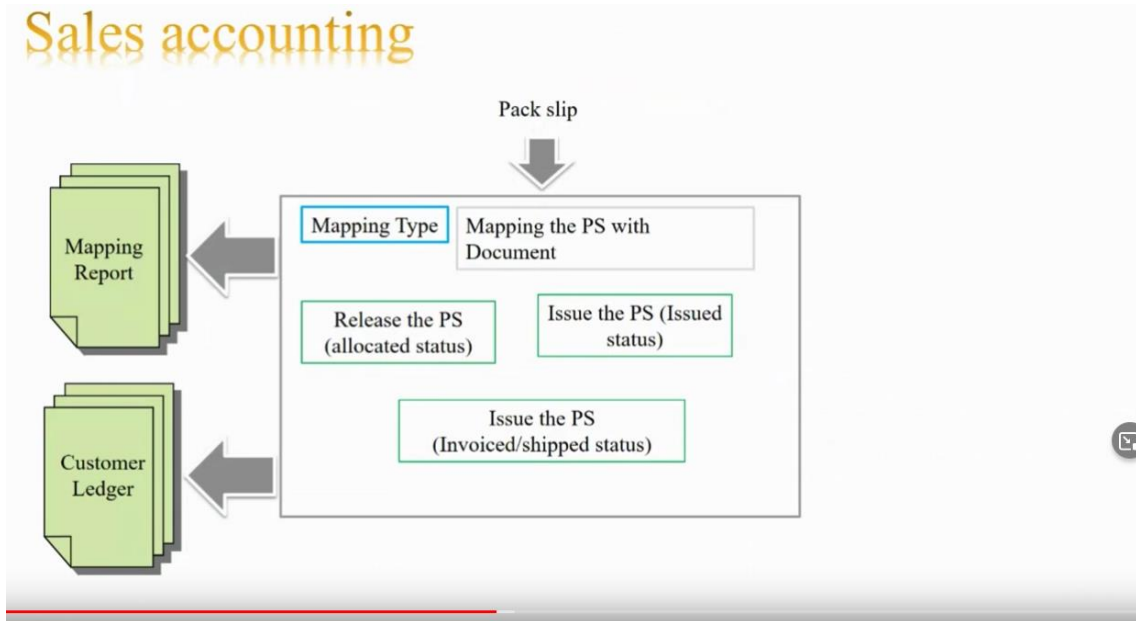 Sales accounting
Pack slip
Mapping Type
Mapping the PS with
Document
Mapping
Report
Release the PS
(allocated status)
Issue the PS (Issued
status)
Issue the PS
(Invoiced/shipped status)
Customer
Ledger